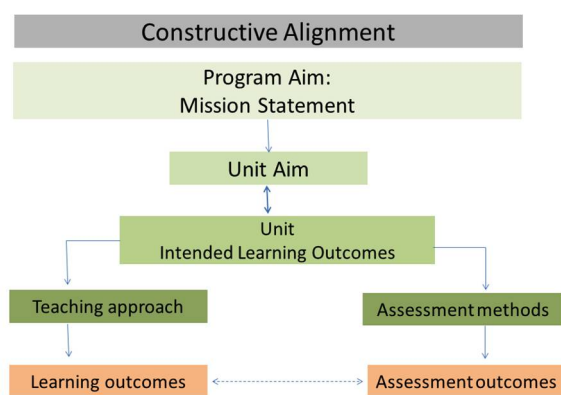 Constructive Alignment
Program Aim:
Mission Statement
Unit Aim
Unit
Intended Learning Outcomes
Teaching approach
Assessment methods
Learning outcomes
Assessment outcomes